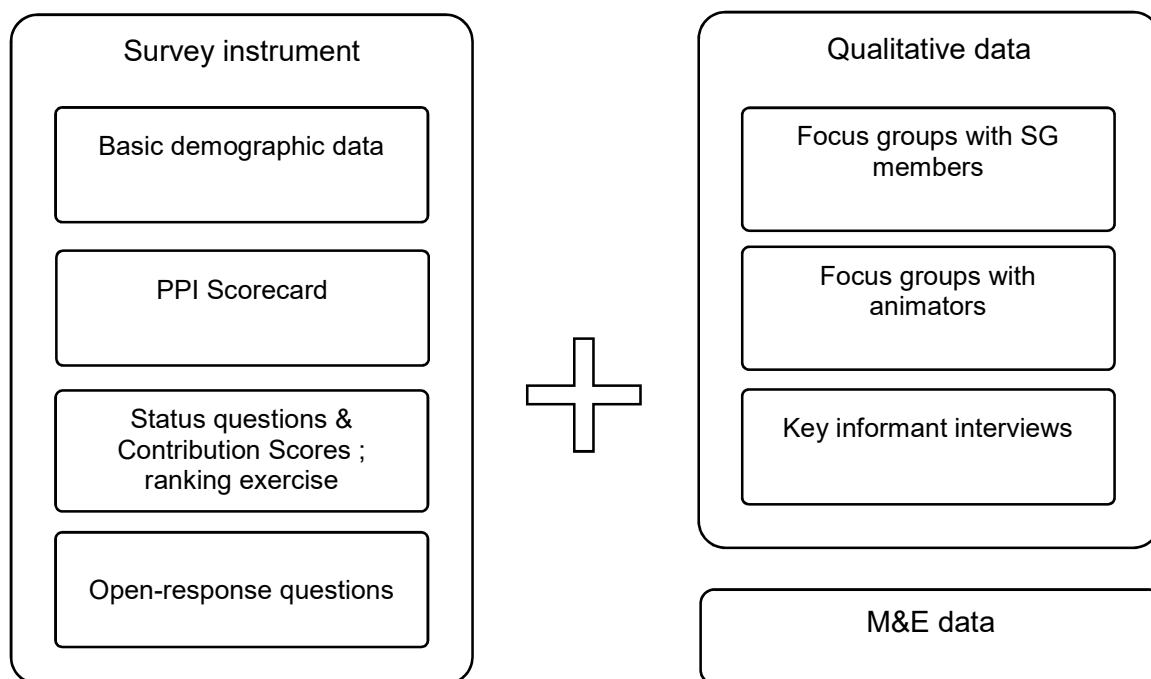 Survey instrument
Basic demographic data
PPI Scorecard
Status questions &
Contribution Scores ;
ranking exercise
Open-response questions
Qualitative data
Focus groups with SG
members
Focus groups with
animators
Key informant interviews
M&E data